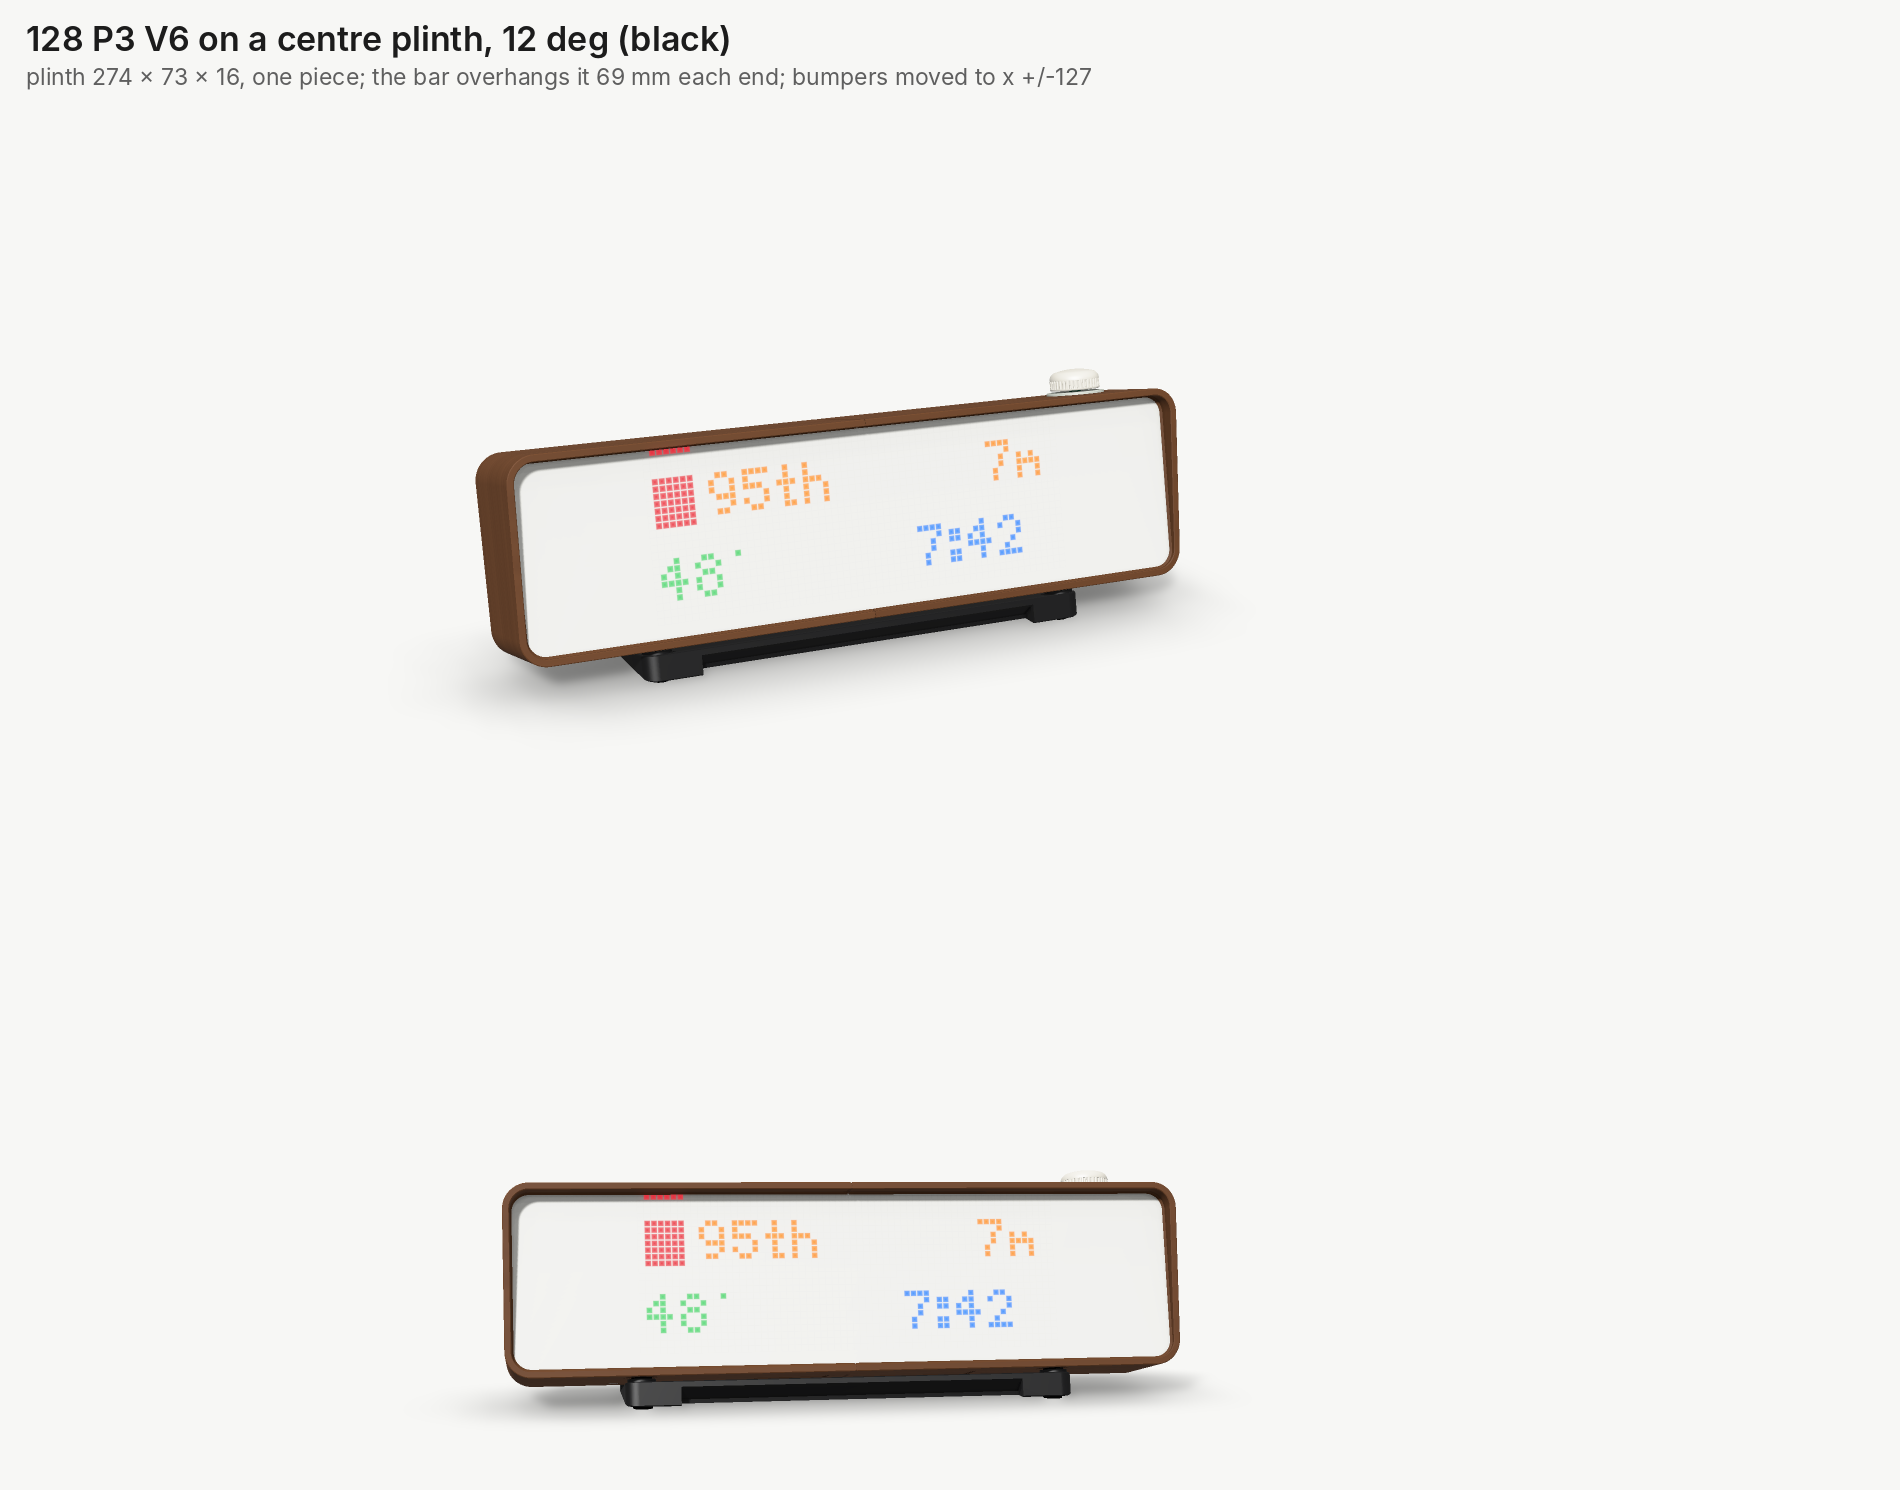 128 P3 V6 on a centre plinth, 12 deg (black)
plinth 274 × 73 × 16, one piece; the bar overhangs it 69 mm each end; bumpers moved to x +/-127
95th 7m
48° 7:42
95th 7m
48° 7:42